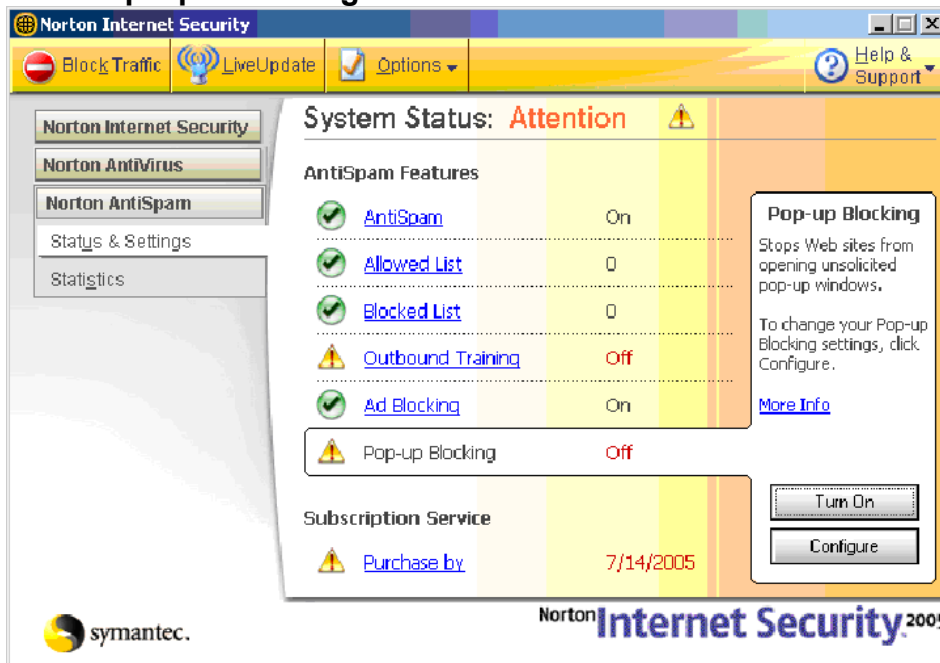 Norton Internet Security
Block Traffic
LiveUpdate
Options
Help &
Support
Norton Internet Security
Norton AntiVirus
Norton AntiSpam
Status & Settings
Statistics
System Status: Attention
AntiSpam Features
AntiSpam On
Allowed List 0
Blocked List 0
Outbound Training Off
Ad Blocking On
Pop-up Blocking Off
Subscription Service
Purchase by 7/14/2005
Pop-up Blocking
Stops Web sites from
opening unsolicited
pop-up windows.
To change your Pop-up
Blocking settings, click
Configure.
More Info
Turn On
Configure
symantec.
Norton Internet Security 2005